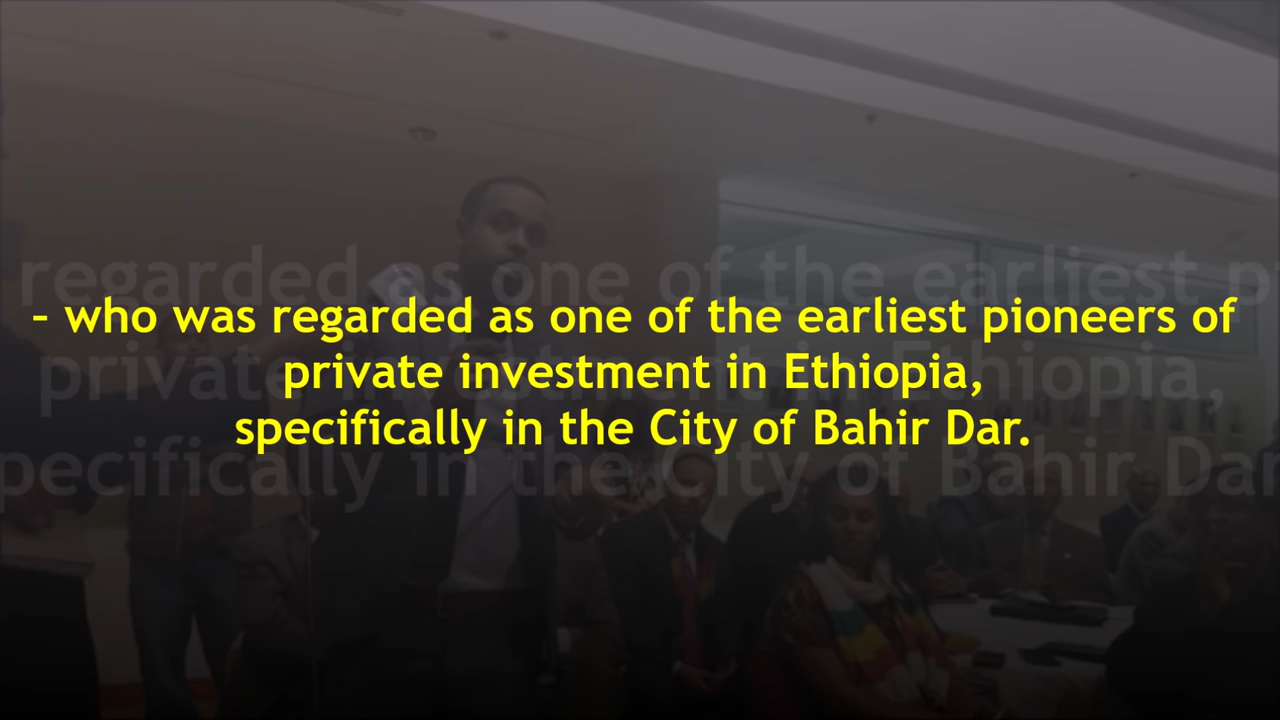 – who was regarded as one of the earliest pioneers of
private investment in Ethiopia,
specifically in the City of Bahir Dar.